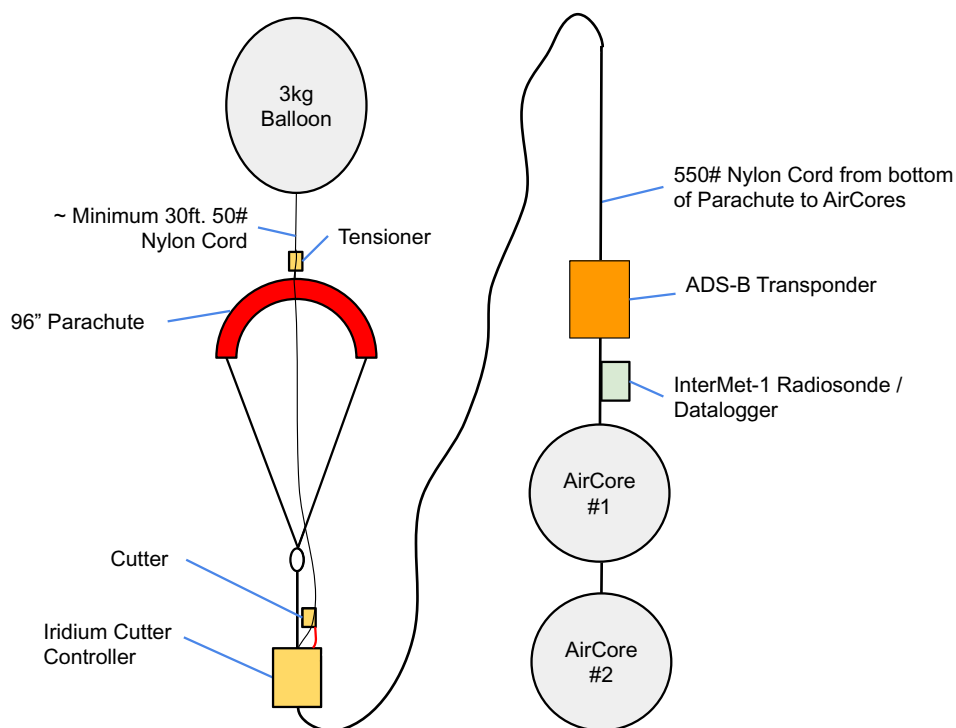 3kg
Balloon
~ Minimum 30ft. 50#
Nylon Cord
Tensioner
96” Parachute
Cutter
Iridium Cutter
Controller
550# Nylon Cord from bottom
of Parachute to AirCores
ADS-B Transponder
InterMet-1 Radiosonde /
Datalogger
AirCore
#1
AirCore
#2